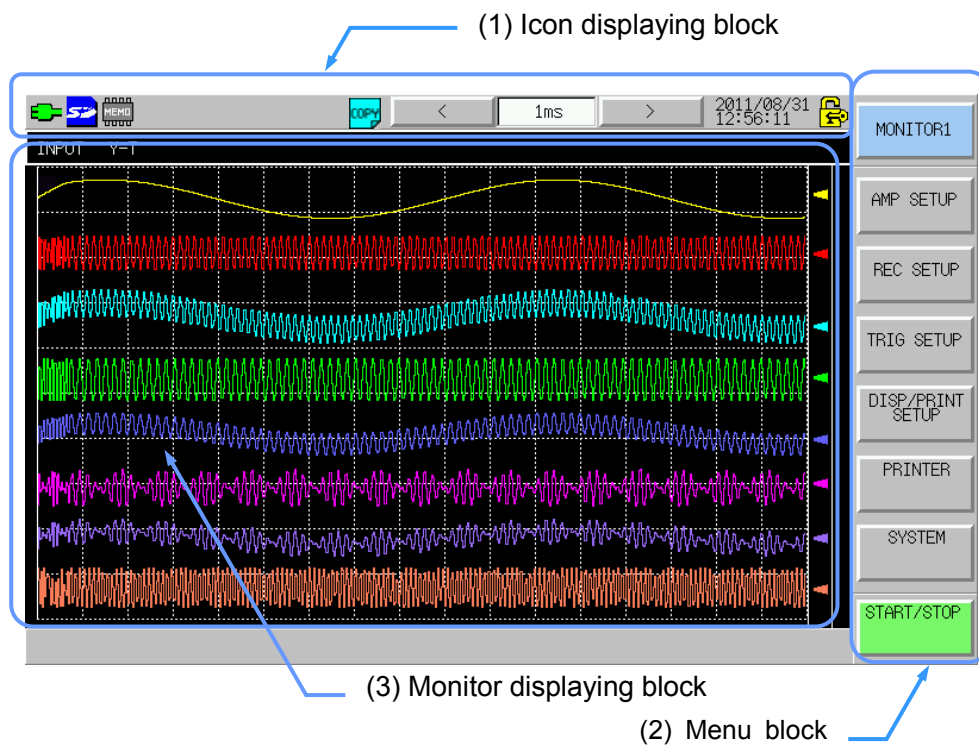 (1) Icon displaying block
SD MEMO COPY < 1ms > 2011/08/31
12:56:11
MONITOR1
INPUT Y-T
AMP SETUP
REC SETUP
TRIG SETUP
DISP/PRINT
SETUP
PRINTER
SYSTEM
START/STOP
(3) Monitor displaying block
(2) Menu block